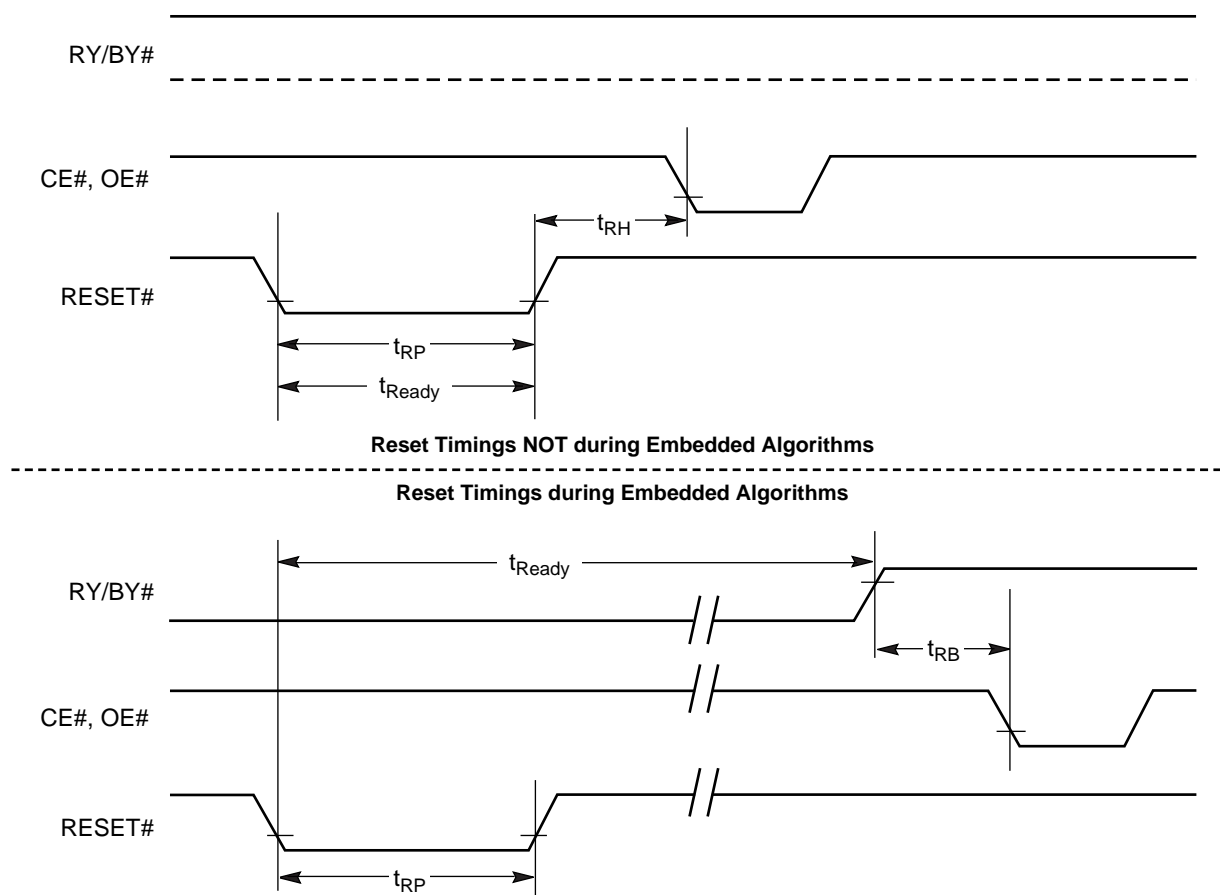 RY/BY#
CE#, OE#
tRH
RESET#
tRP
tReady
Reset Timings NOT during Embedded Algorithms
Reset Timings during Embedded Algorithms
tReady
RY/BY#
tRB
CE#, OE#
RESET#
tRP